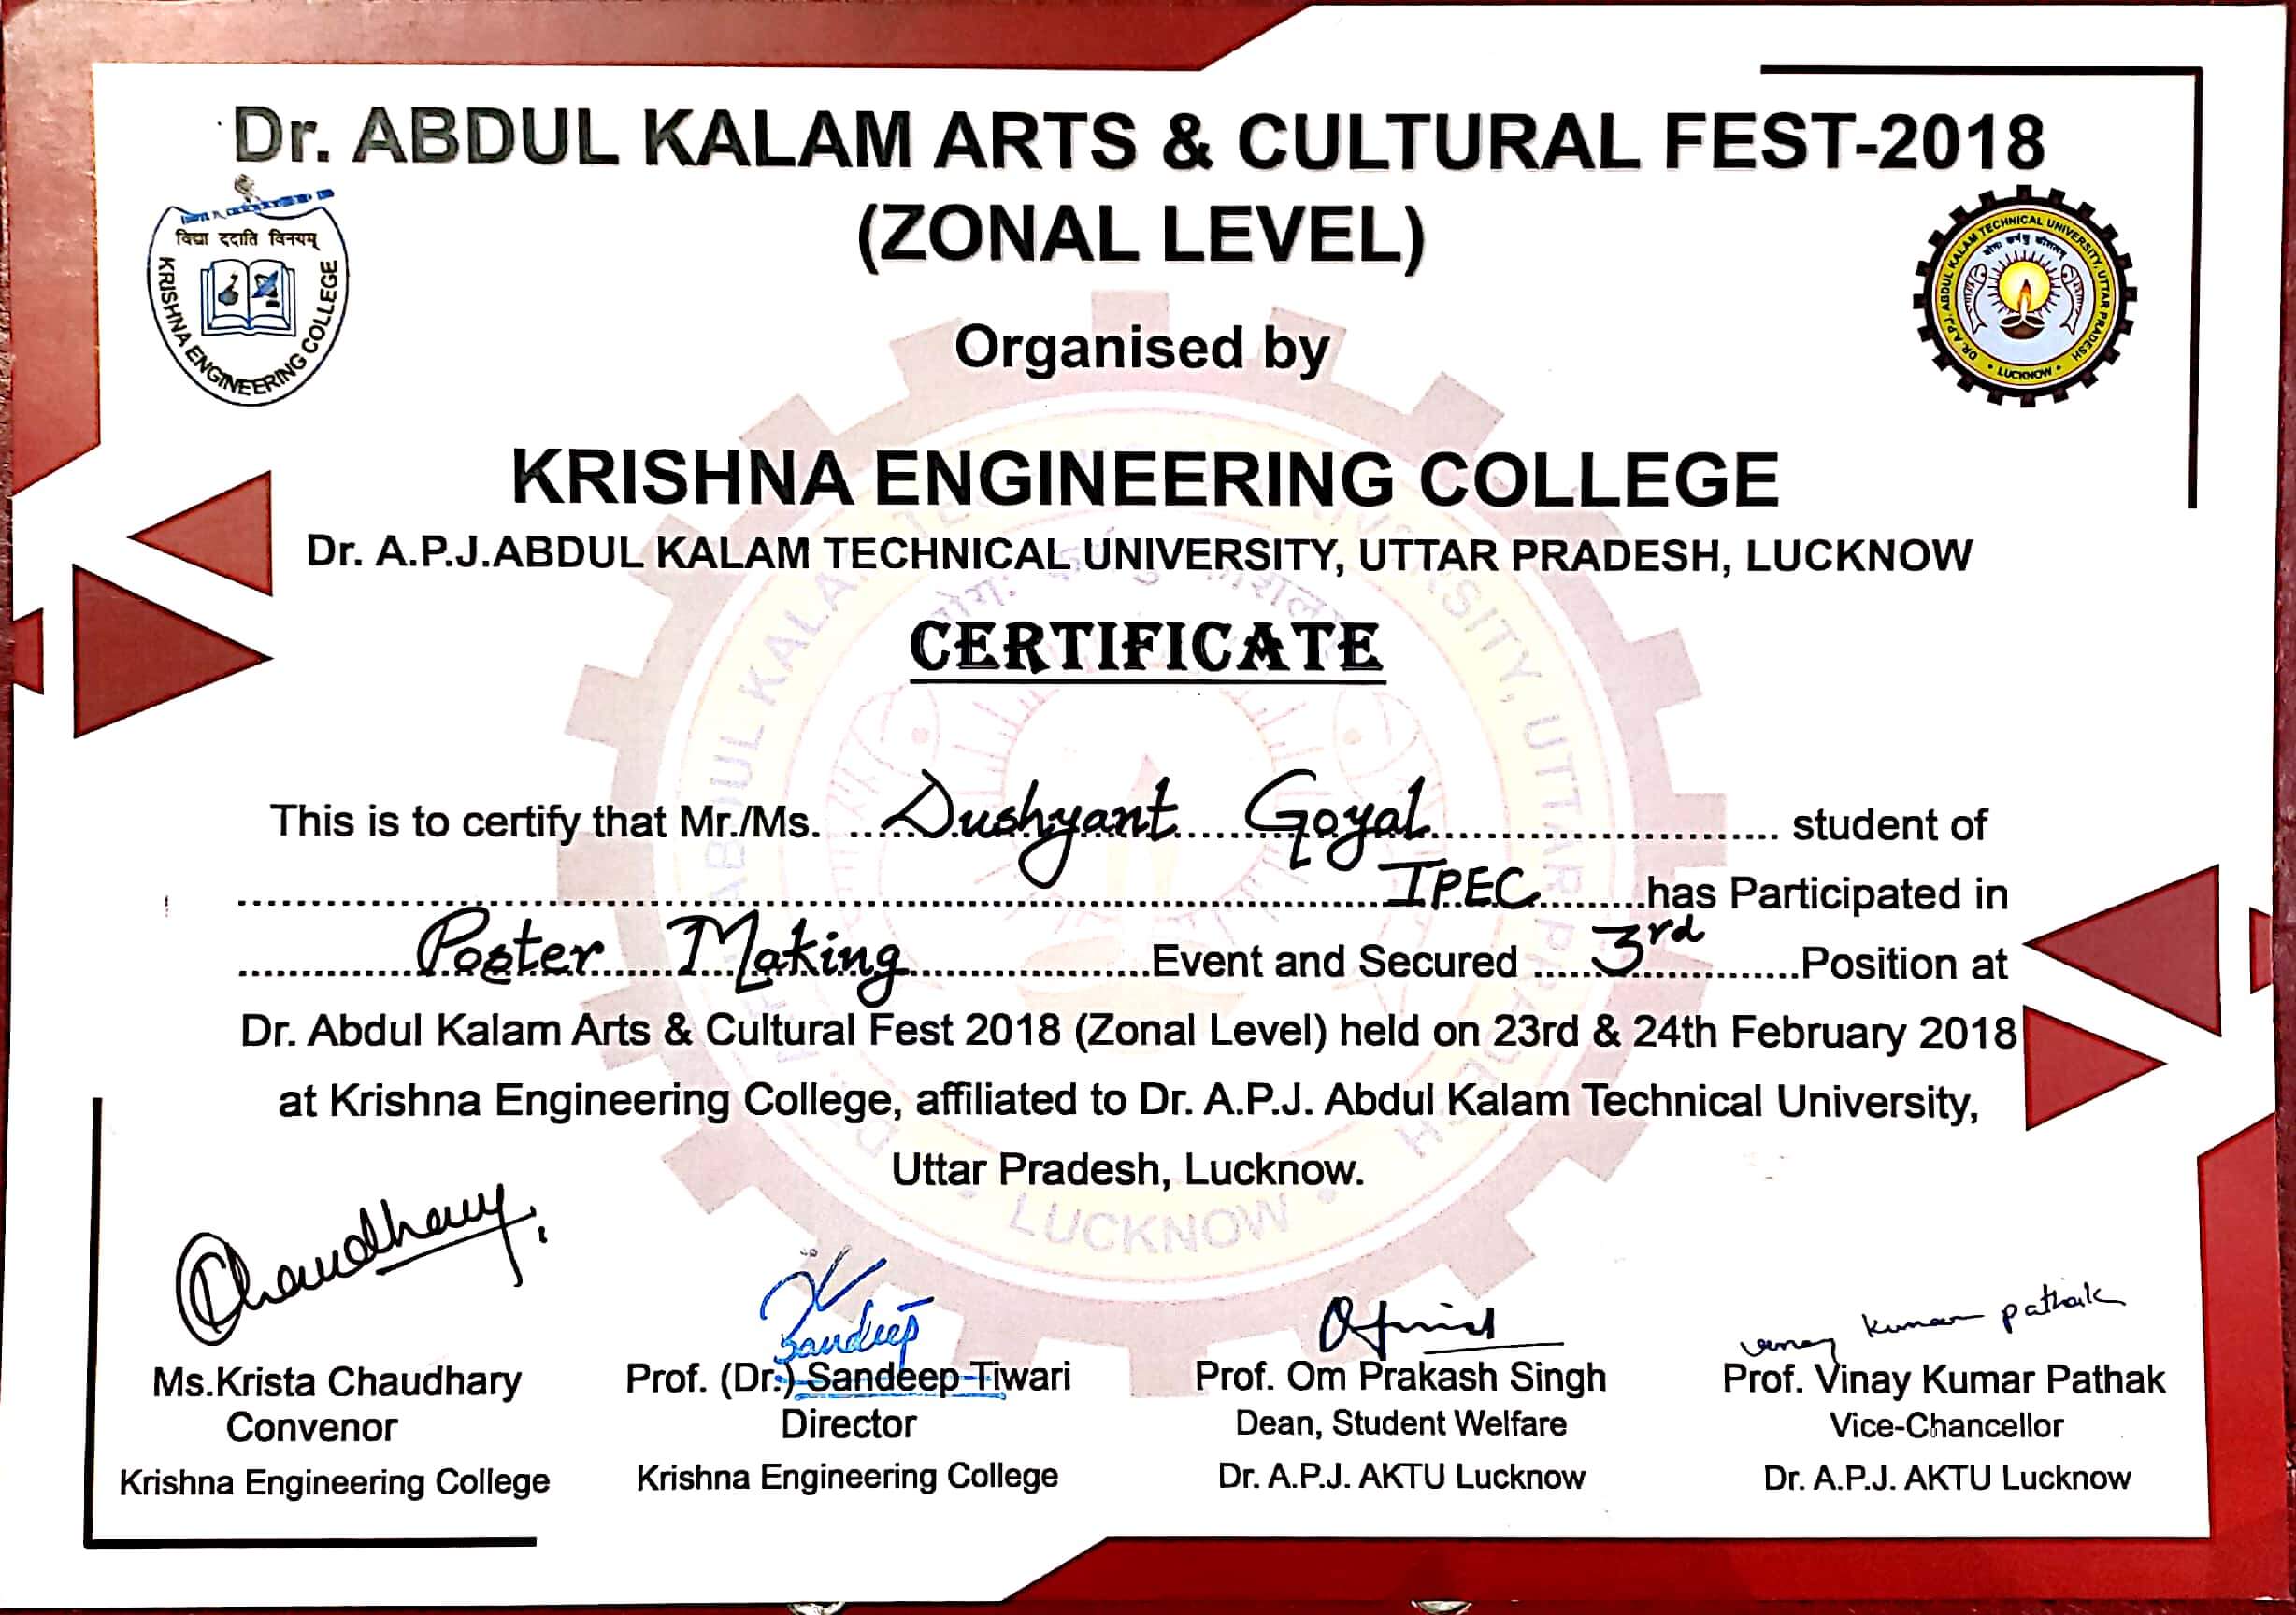 Dr. ABDUL KALAM ARTS & CULTURAL FEST-2018
(ZONAL LEVEL)
विद्या ददाति विनयम्
KRISHNA ENGINEERING COLLEGE
DR. A.P.J. ABDUL KALAM TECHNICAL UNIVERSITY, UTTAR PRADESH
• LUCKNOW •
Organised by
KRISHNA ENGINEERING COLLEGE
Dr. A.P.J.ABDUL KALAM TECHNICAL UNIVERSITY, UTTAR PRADESH, LUCKNOW
CERTIFICATE
This is to certify that Mr./Ms. Dushyant Goyal student of
IPEC has Participated in
Poster Making Event and Secured 3rd Position at
Dr. Abdul Kalam Arts & Cultural Fest 2018 (Zonal Level) held on 23rd & 24th February 2018
at Krishna Engineering College, affiliated to Dr. A.P.J. Abdul Kalam Technical University,
Uttar Pradesh, Lucknow.
Chaudhary
Sandeep
Vinay Kumar Pathak
Ms.Krista Chaudhary
Convenor
Krishna Engineering College
Prof. (Dr.) Sandeep Tiwari
Director
Krishna Engineering College
Prof. Om Prakash Singh
Dean, Student Welfare
Dr. A.P.J. AKTU Lucknow
Prof. Vinay Kumar Pathak
Vice-Chancellor
Dr. A.P.J. AKTU Lucknow